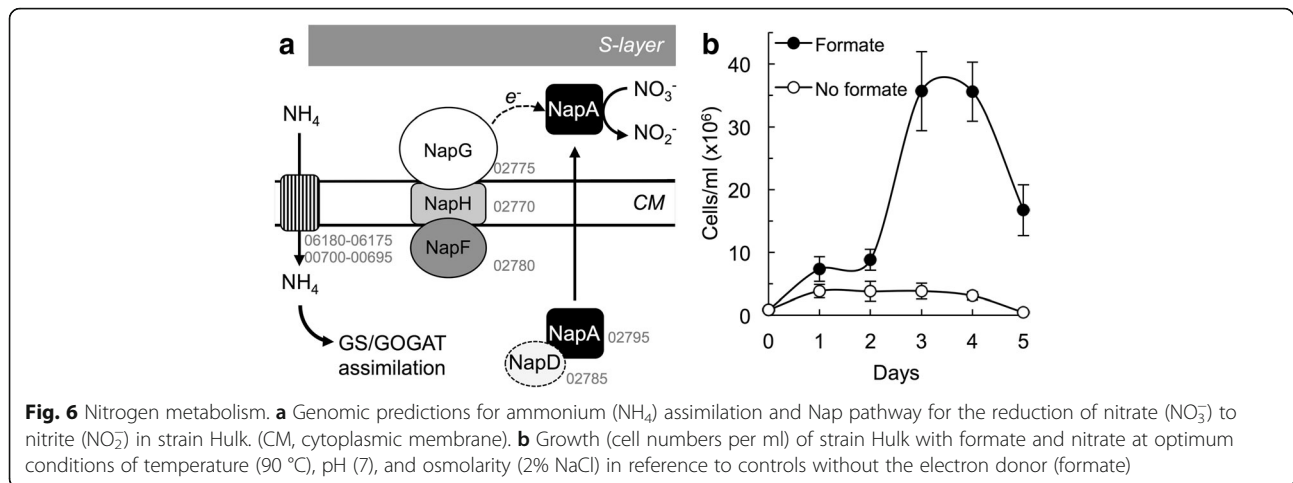 a
S-layer
NH4
e-
NapA
NO3-
NO2-
NapG
02775
NapH
02770
CM
NapF
02780
06180-06175
00700-00695
NH4
GS/GOGAT
assimilation
NapA
02795
NapD
02785
b
Formate
No formate
Cells/ml (x10⁶)
40
30
20
10
0
0 1 2 3 4 5
Days
Fig. 6 Nitrogen metabolism. a Genomic predictions for ammonium (NH4) assimilation and Nap pathway for the reduction of nitrate (NO3-) to
nitrite (NO2-) in strain Hulk. (CM, cytoplasmic membrane). b Growth (cell numbers per ml) of strain Hulk with formate and nitrate at optimum
conditions of temperature (90 °C), pH (7), and osmolarity (2% NaCl) in reference to controls without the electron donor (formate)